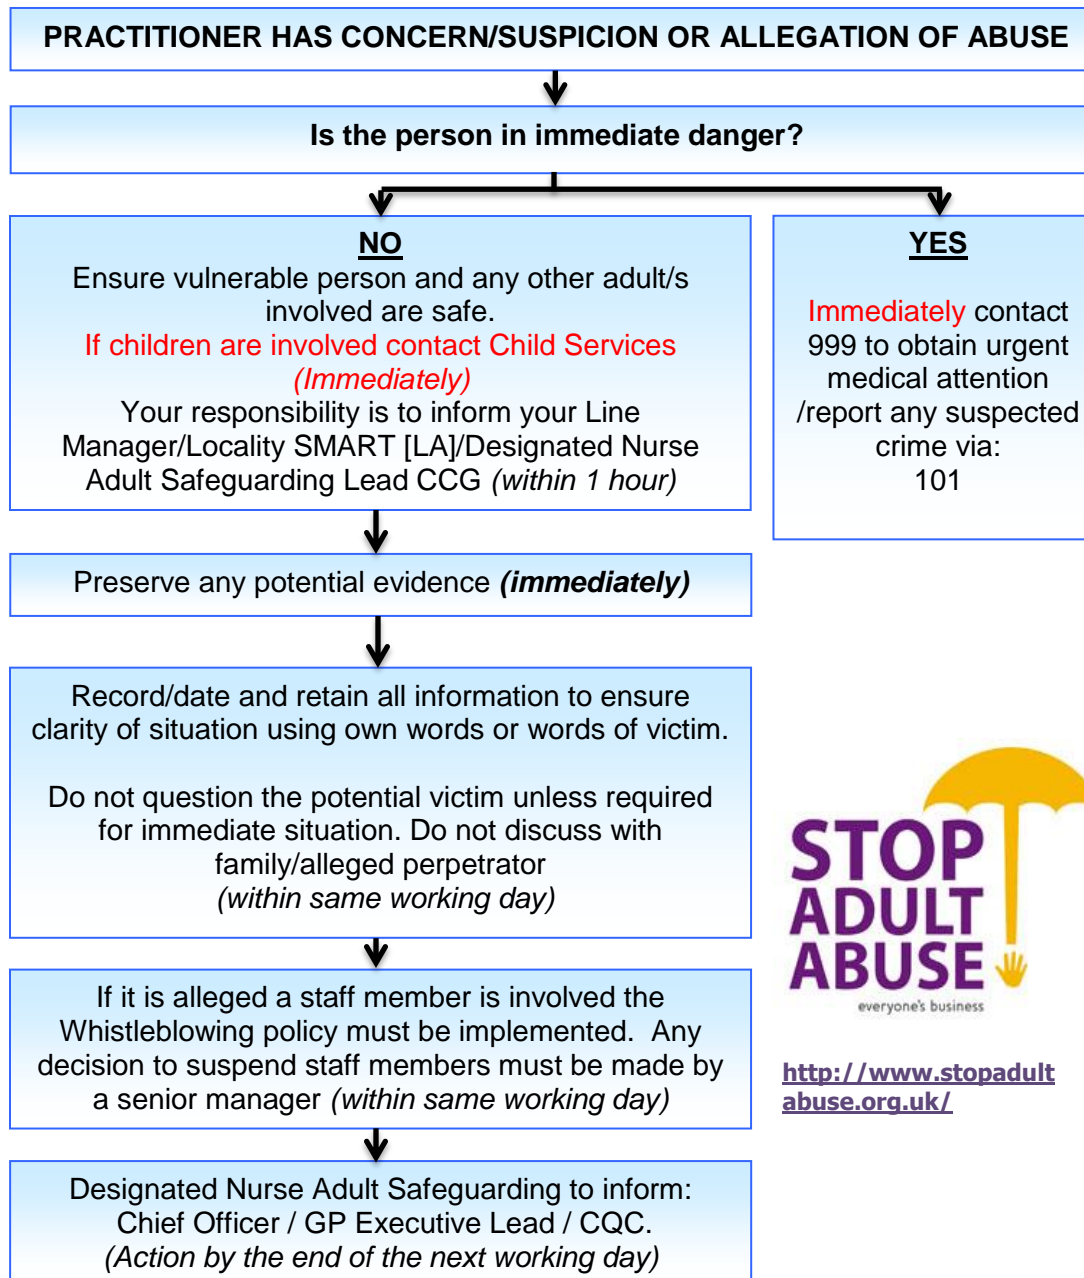 PRACTITIONER HAS CONCERN/SUSPICION OR ALLEGATION OF ABUSE
Is the person in immediate danger?
NO
Ensure vulnerable person and any other adult/s
involved are safe.
If children are involved contact Child Services
(Immediately)
Your responsibility is to inform your Line
Manager/Locality SMART [LA]/Designated Nurse
Adult Safeguarding Lead CCG (within 1 hour)
YES
Immediately contact
999 to obtain urgent
medical attention
/report any suspected
crime via:
101
Preserve any potential evidence (immediately)
Record/date and retain all information to ensure
clarity of situation using own words or words of victim.
Do not question the potential victim unless required
for immediate situation. Do not discuss with
family/alleged perpetrator
(within same working day)
If it is alleged a staff member is involved the
Whistleblowing policy must be implemented.  Any
decision to suspend staff members must be made by
a senior manager (within same working day)
Designated Nurse Adult Safeguarding to inform:
Chief Officer / GP Executive Lead / CQC.
(Action by the end of the next working day)
STOP
ADULT
ABUSE
everyone's business
http://www.stopadult
abuse.org.uk/